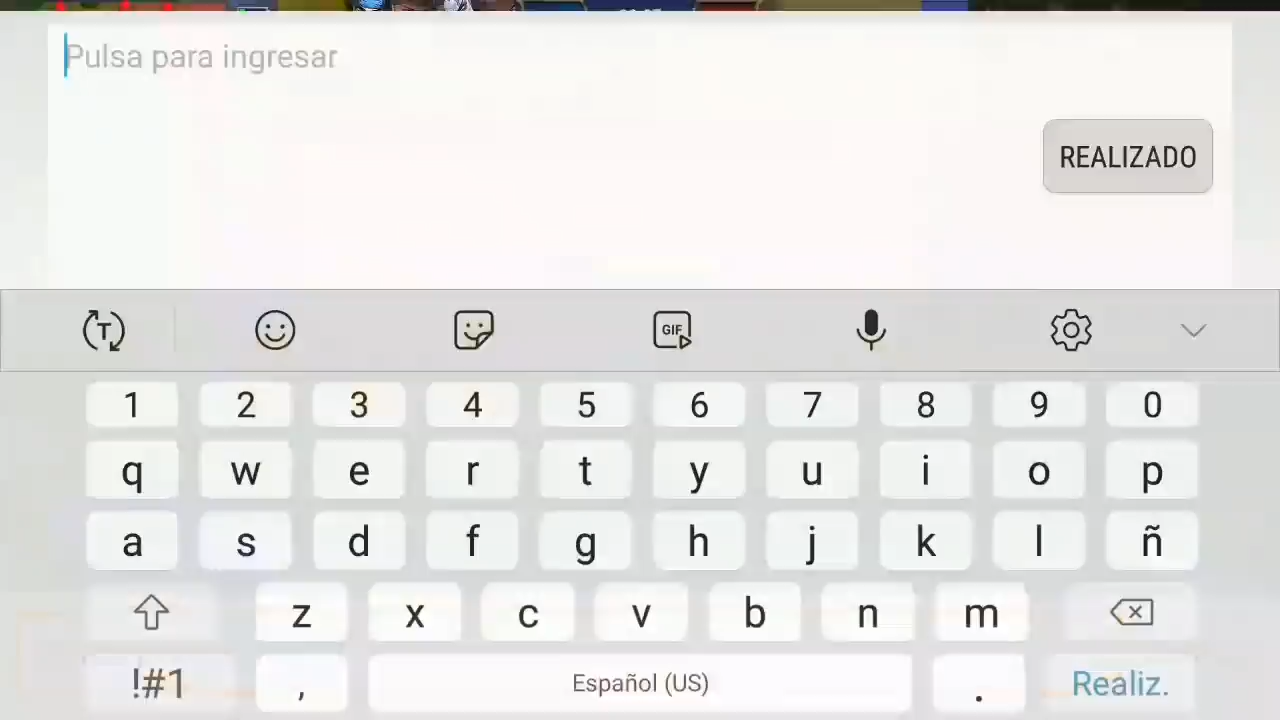 Pulsa para ingresar
REALIZADO
T GIF
1 2 3 4 5 6 7 8 9 0
q w e r t y u i o p
a s d f g h j k l ñ
z x c v b n m
!#1 , Español (US) . Realiz.